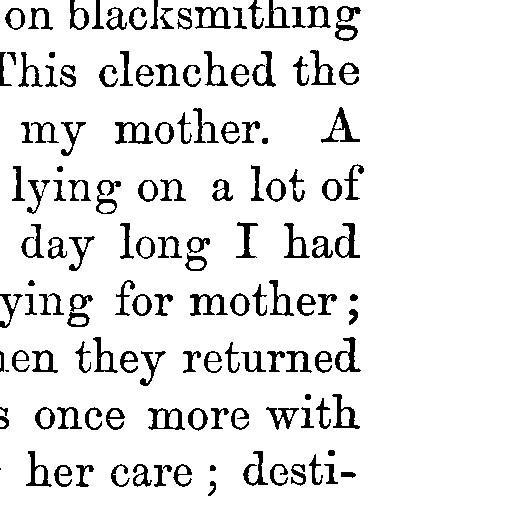 on blacksmithing
This clenched the
my mother. A
lying on a lot of
day long I had
ying for mother;
hen they returned
s once more with
her care; desti-